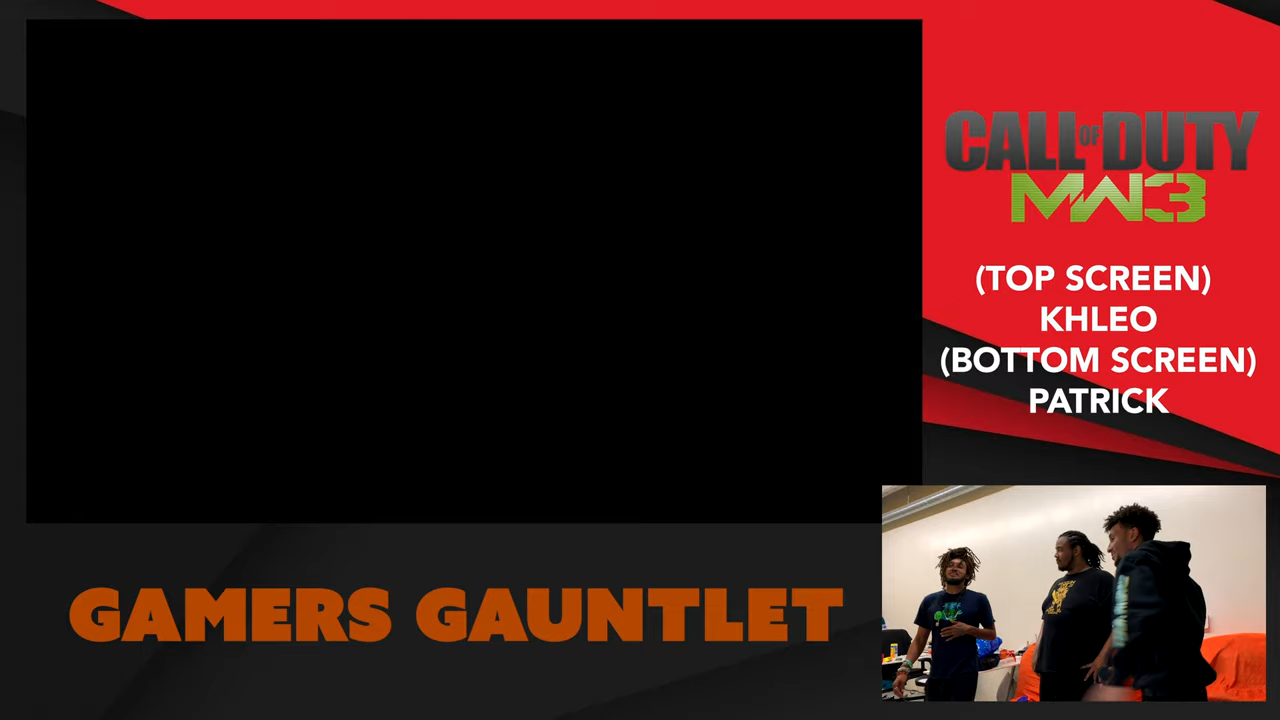 CALL OF DUTY
MW3
(TOP SCREEN)
KHLEO
(BOTTOM SCREEN)
PATRICK
GAMERS GAUNTLET